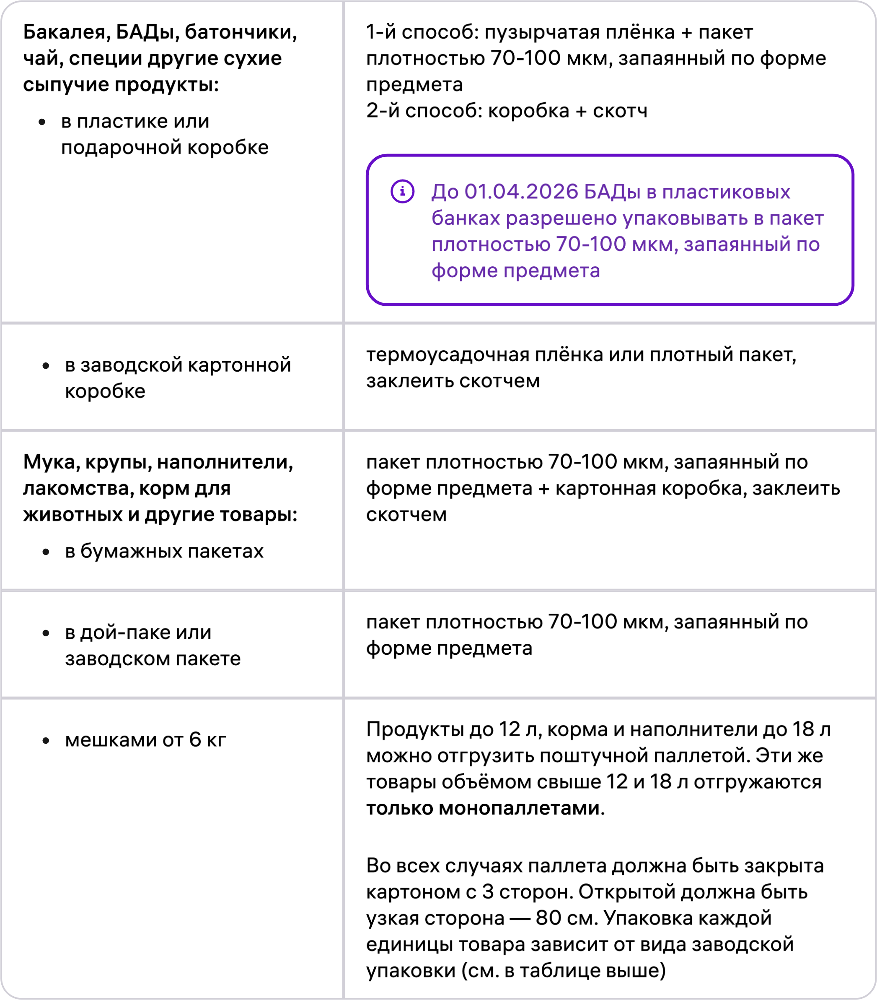 Бакалея, БАДы, батончики,
чай, специи другие сухие
сыпучие продукты:
• в пластике или
подарочной коробке
1-й способ: пузырчатая плёнка + пакет
плотностью 70-100 мкм, запаянный по форме
предмета
2-й способ: коробка + скотч
До 01.04.2026 БАДы в пластиковых
банках разрешено упаковывать в пакет
плотностью 70-100 мкм, запаянный по
форме предмета
• в заводской картонной
коробке
термоусадочная плёнка или плотный пакет,
заклеить скотчем
Мука, крупы, наполнители,
лакомства, корм для
животных и другие товары:
• в бумажных пакетах
пакет плотностью 70-100 мкм, запаянный по
форме предмета + картонная коробка, заклеить
скотчем
• в дой-паке или
заводском пакете
пакет плотностью 70-100 мкм, запаянный по
форме предмета
• мешками от 6 кг
Продукты до 12 л, корма и наполнители до 18 л
можно отгрузить поштучной паллетой. Эти же
товары объёмом свыше 12 и 18 л отгружаются
только монопаллетами.
Во всех случаях паллета должна быть закрыта
картоном с 3 сторон. Открытой должна быть
узкая сторона — 80 см. Упаковка каждой
единицы товара зависит от вида заводской
упаковки (см. в таблице выше)